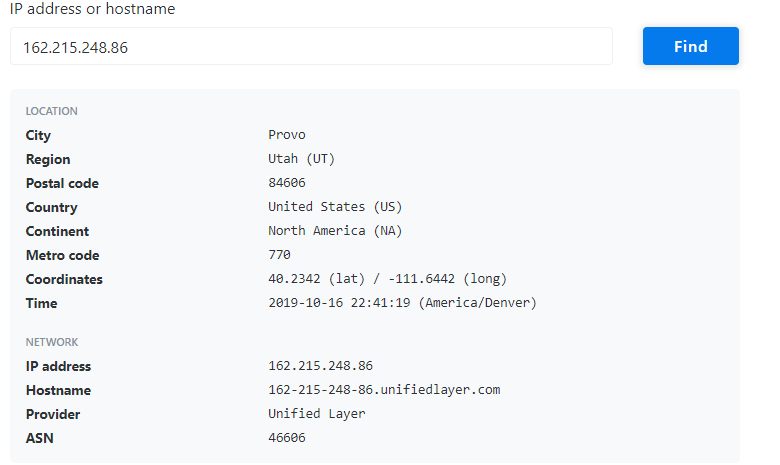 IP address or hostname
162.215.248.86 Find
LOCATION
City Provo
Region Utah (UT)
Postal code 84606
Country United States (US)
Continent North America (NA)
Metro code 770
Coordinates 40.2342 (lat) / -111.6442 (long)
Time 2019-10-16 22:41:19 (America/Denver)
NETWORK
IP address 162.215.248.86
Hostname 162-215-248-86.unifiedlayer.com
Provider Unified Layer
ASN 46606